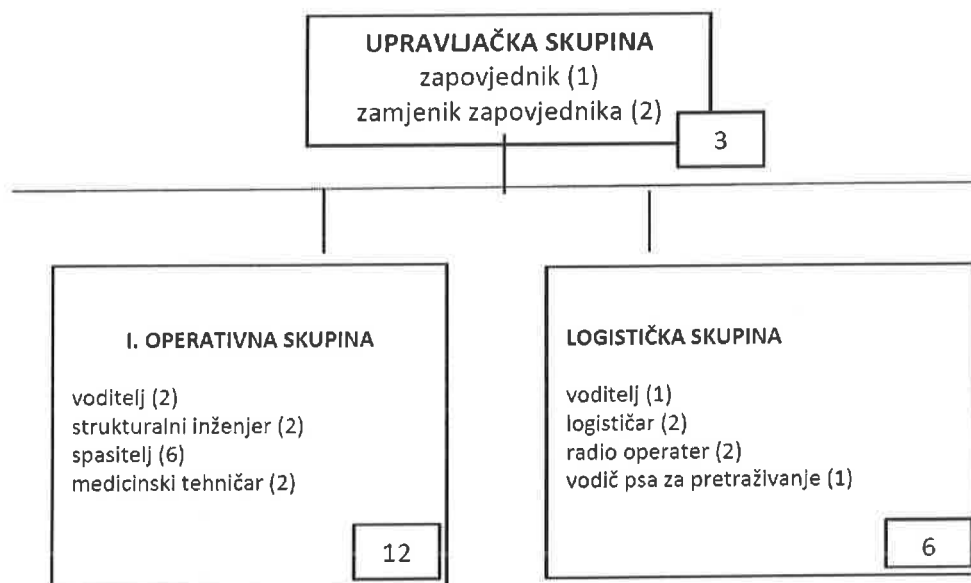 UPRAVLJAČKA SKUPINA
zapovjednik (1)
zamjenik zapovjednika (2)
3
I. OPERATIVNA SKUPINA
voditelj (2)
strukturalni inženjer (2)
spasitelj (6)
medicinski tehničar (2)
12
LOGISTIČKA SKUPINA
voditelj (1)
logističar (2)
radio operater (2)
vodič psa za pretraživanje (1)
6